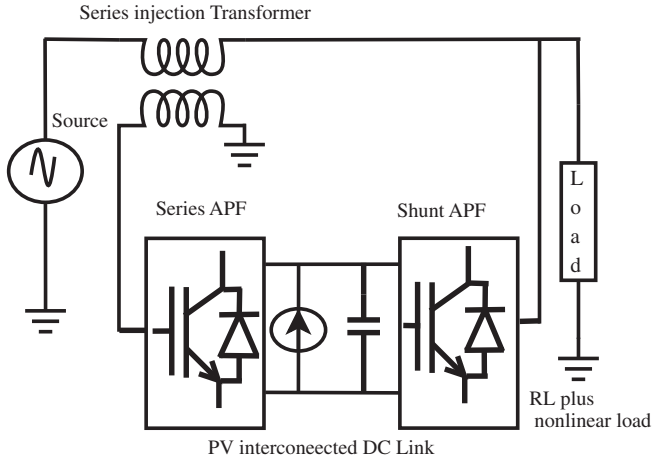 Series injection Transformer
Source
Series APF
Shunt APF
L
o
a
d
RL plus
nonlinear load
PV interconeected DC Link